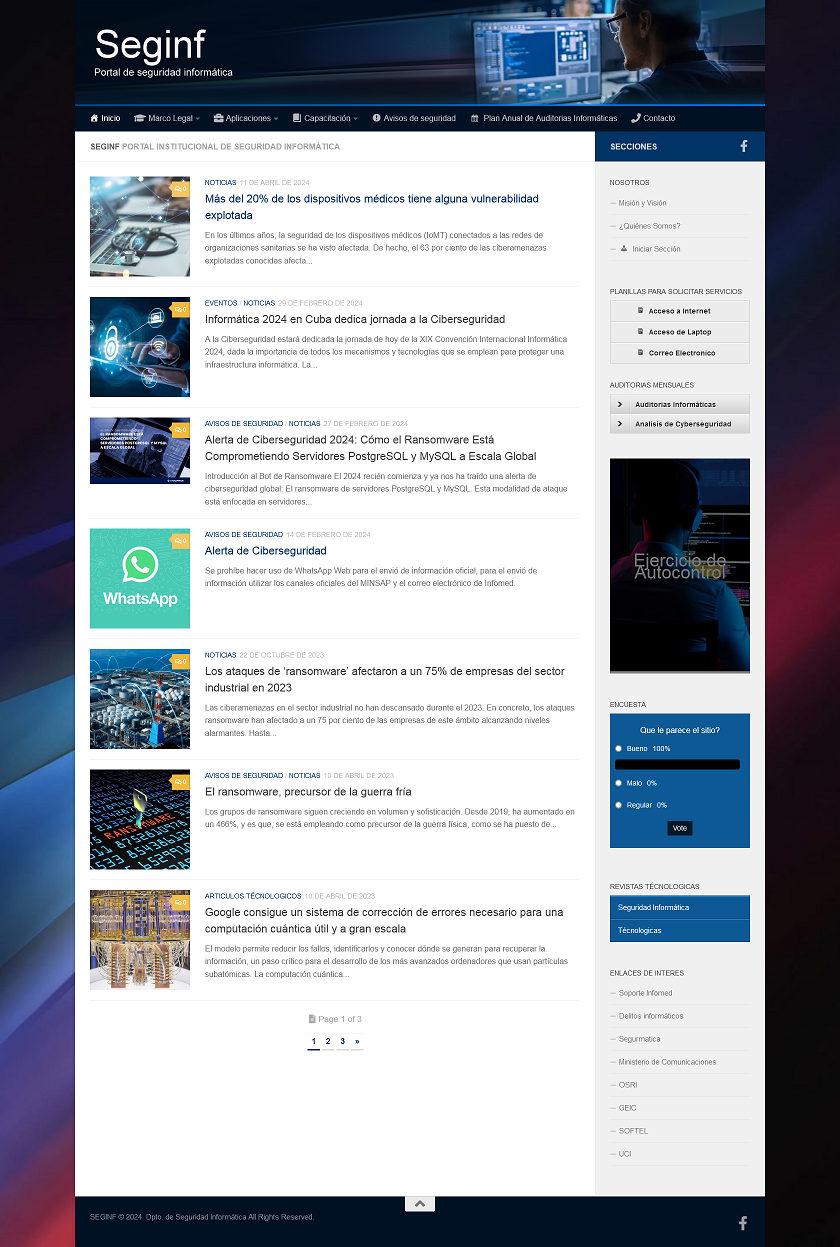 Seginf
Portal de seguridad informática
Inicio
Marco Legal
Aplicaciones
Capacitación
Avisos de seguridad
Plan Anual de Auditorias Informáticas
Contacto
SEGINF PORTAL INSTITUCIONAL DE SEGURIDAD INFORMÁTICA
0
NOTICIAS 11 DE ABRIL DE 2024
Más del 20% de los dispositivos médicos tiene alguna vulnerabilidad
explotada
En los últimos años, la seguridad de los dispositivos médicos (IoMT) conectados a las redes de
organizaciones sanitarias se ha visto afectada. De hecho, el 63 por ciento de las ciberamenazas
explotadas conocidas afecta...
0
EVENTOS / NOTICIAS 29 DE FEBRERO DE 2024
Informática 2024 en Cuba dedica jornada a la Ciberseguridad
A la Ciberseguridad estará dedicada la jornada de hoy de la XIX Convención Internacional Informática
2024, dada la importancia de todos los mecanismos y tecnologías que se emplean para proteger una
infraestructura informática. La...
EL RANSOMWARE ESTÁ
COMPROMETIENDO
SERVIDORES POSTGRESQL Y MYSQL
A ESCALA GLOBAL
0
AVISOS DE SEGURIDAD / NOTICIAS 27 DE FEBRERO DE 2024
Alerta de Ciberseguridad 2024: Cómo el Ransomware Está
Comprometiendo Servidores PostgreSQL y MySQL a Escala Global
Introducción al Bot de Ransomware El 2024 recién comienza y ya nos ha traído una alerta de
ciberseguridad global: El ransomware de servidores PostgreSQL y MySQL. Esta modalidad de ataque
está enfocada en servidores...
WhatsApp
0
AVISOS DE SEGURIDAD 14 DE FEBRERO DE 2024
Alerta de Ciberseguridad
Se prohíbe hacer uso de WhatsApp Web para el envió de información oficial, para el envió de
información utilizar los canales oficiales del MINSAP y el correo electrónico de Infomed.
0
NOTICIAS 22 DE OCTUBRE DE 2023
Los ataques de ‘ransomware’ afectaron a un 75% de empresas del sector
industrial en 2023
Las ciberamenazas en el sector industrial no han descansado durante el 2023. En concreto, los ataques
ransomware han afectado a un 75 por ciento de las empresas de este ámbito alcanzando niveles
alarmantes. Hasta...
RANSOMWARE
0
AVISOS DE SEGURIDAD / NOTICIAS 19 DE ABRIL DE 2023
El ransomware, precursor de la guerra fría
Los grupos de ransomware siguen creciendo en volumen y sofisticación. Desde 2019, ha aumentado en
un 466%, y es que, se está empleando como precursor de la guerra física, como se ha puesto de...
0
ARTICULOS TÉCNOLOGICOS 19 DE ABRIL DE 2023
Google consigue un sistema de corrección de errores necesario para una
computación cuántica útil y a gran escala
El modelo permite reducir los fallos, identificarlos y conocer dónde se generan para recuperar la
información, un paso crítico para el desarrollo de los más avanzados ordenadores que usan partículas
subatómicas. La computación cuántica...
Page 1 of 3
1 2 3 »
SECCIONES
NOSOTROS
Misión y Visión
¿Quiénes Somos?
Iniciar Sección
PLANILLAS PARA SOLICITAR SERVICIOS
Acceso a Internet
Acceso de Laptop
Correo Electronico
AUDITORIAS MENSUALES
Auditorías Informáticas
Analisis de Cyberseguridad
Ejercicio de
Autocontrol
ENCUESTA
Que le parece el sitio?
Bueno 100%
Malo 0%
Regular 0%
Vote
REVISTAS TÉCNOLOGICAS
Seguridad Informática
Técnologicas
ENLACES DE INTERES
Soporte Infomed
Delitos informáticos
Segurmatica
Ministerio de Comunicaciones
OSRI
GEIC
SOFTEL
UCI
SEGINF © 2024. Dpto. de Seguridad Informática All Rights Reserved.